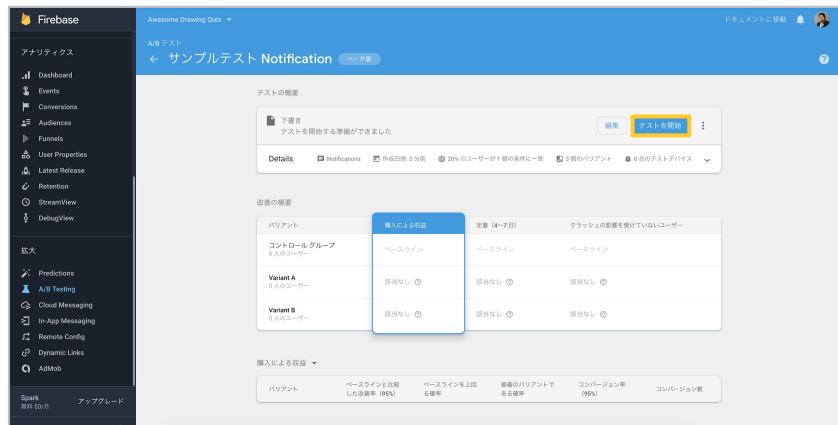 Firebase
アナリティクス
Dashboard
Events
Conversions
Audiences
Funnels
User Properties
Latest Release
Retention
StreamView
DebugView
拡大
Predictions
A/B Testing
Cloud Messaging
In-App Messaging
Remote Config
Dynamic Links
AdMob
Spark
無料 $0/月
アップグレード
Awesome Drawing Quiz
ドキュメントに移動
A/B テスト
サンプルテスト Notification ベータ版
テストの概要
下書き
テストを開始する準備ができました
編集 テストを開始
Details Notifications 作成日時: 0 分前 20% のユーザーが 1 個の条件に一致 3 個のバリアント 0 台のテストデバイス
改善の概要
バリアント 購入による収益 定着（4~7 日） クラッシュの影響を受けていないユーザー
コントロール グループ
0 人のユーザー
ベースライン ベースライン ベースライン
Variant A
0 人のユーザー
該当なし 該当なし 該当なし
Variant B
0 人のユーザー
該当なし 該当なし 該当なし
購入による収益
バリアント
ベースラインと比較
した改善率（95%）
ベースラインを上回
る確率
最善のバリアントで
ある確率
コンバージョン率
（95%）
コンバージョン数